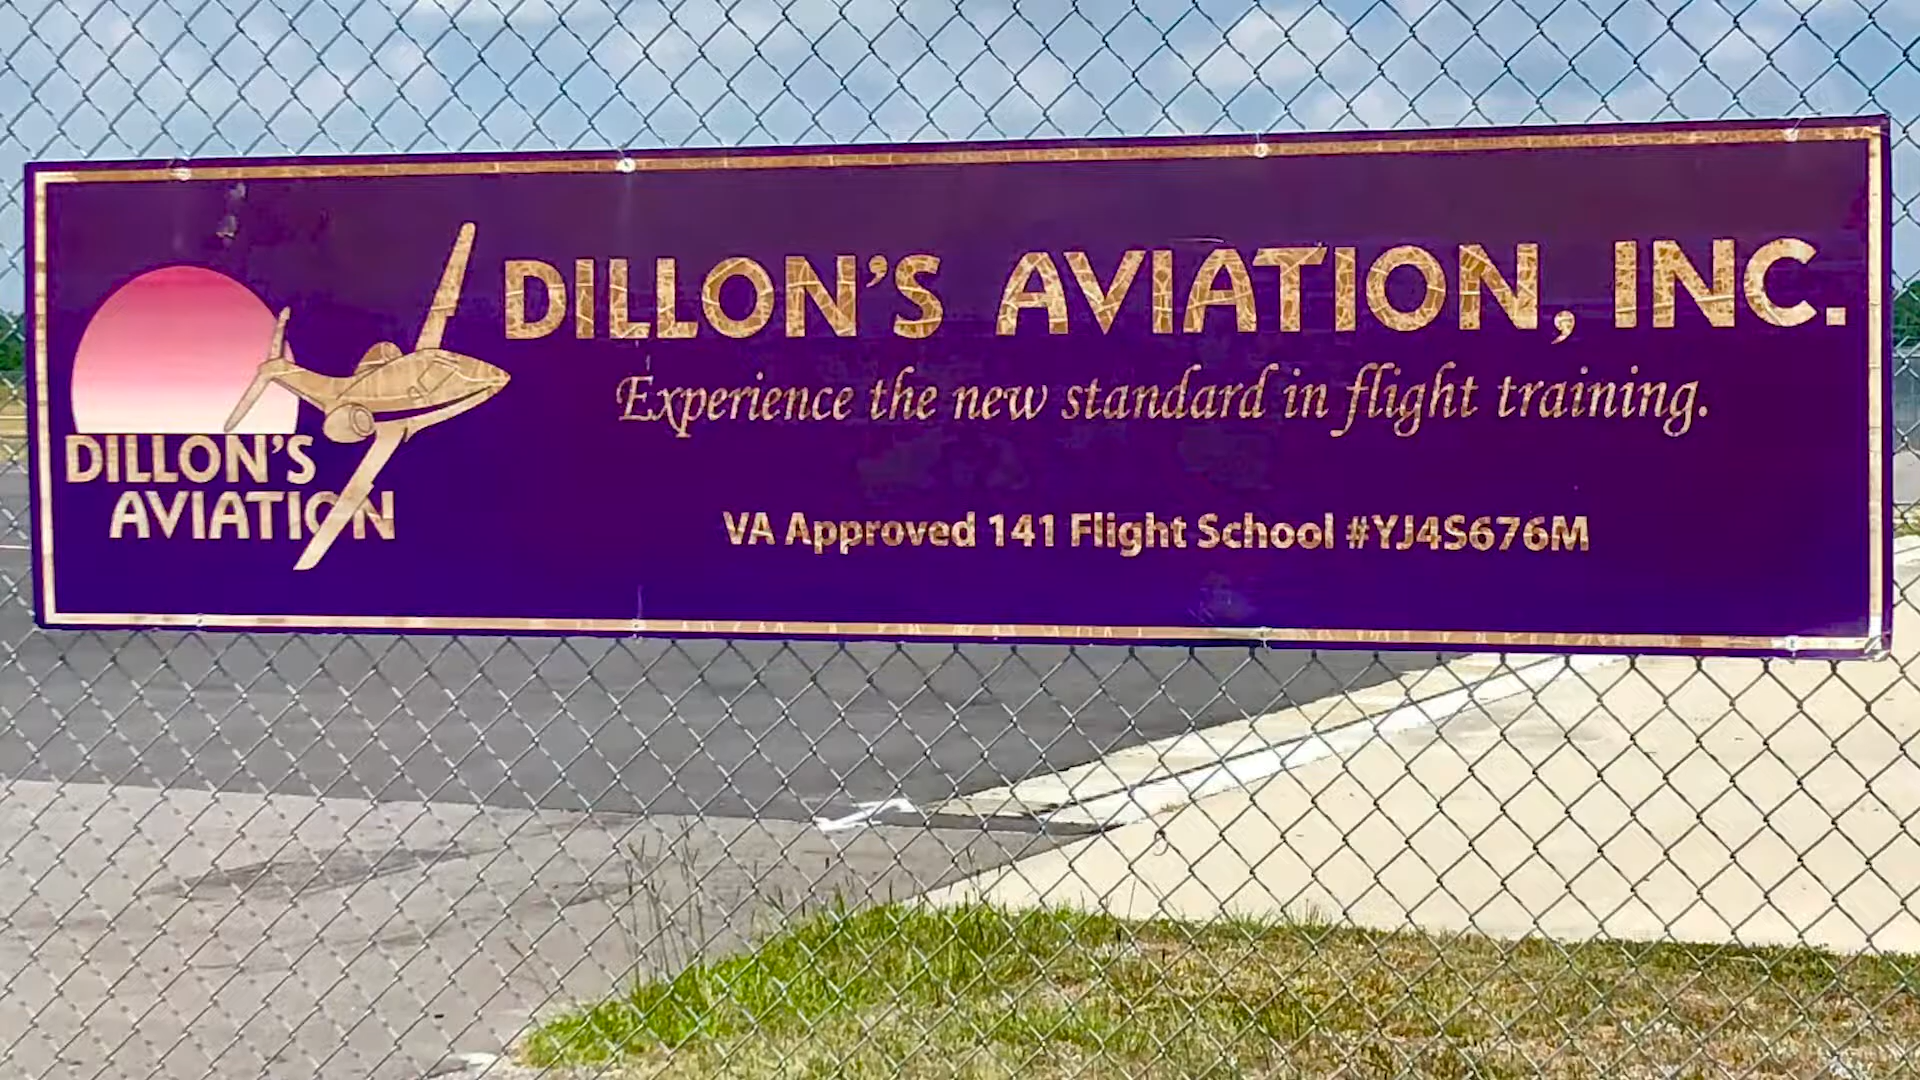 DILLON'S AVIATION, INC.
Experience the new standard in flight training.
VA Approved 141 Flight School #YJ4S676M
DILLON'S
AVIATION